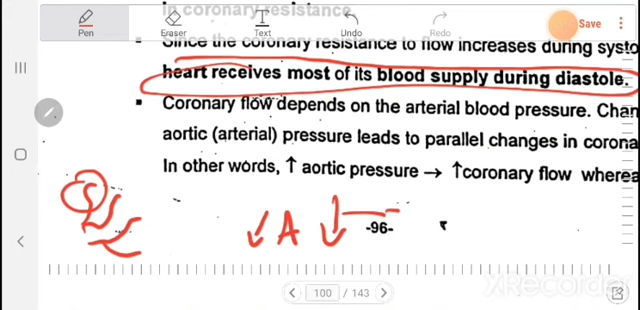 in coronary resistance.
Pen
Eraser
Text
Undo
Redo
Save
Since the coronary resistance to flow increases during systo
heart receives most of its blood supply during diastole.
Coronary flow depends on the arterial blood pressure. Chan
aortic (arterial) pressure leads to parallel changes in corona
In other words, ↑ aortic pressure → ↑coronary flow wherea
↓ A ↓
-96-
100 / 143
XRecorder